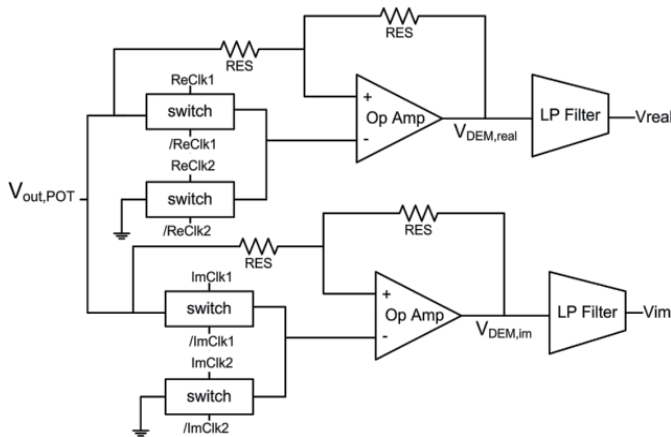 RES
RES
ReClk1
switch
/ReClk1
+
Op Amp
-
V_DEM,real
LP Filter
Vreal
ReClk2
switch
/ReClk2
V_out,POT
RES
RES
ImClk1
switch
/ImClk1
+
Op Amp
-
V_DEM,im
LP Filter
Vim
ImClk2
switch
/ImClk2